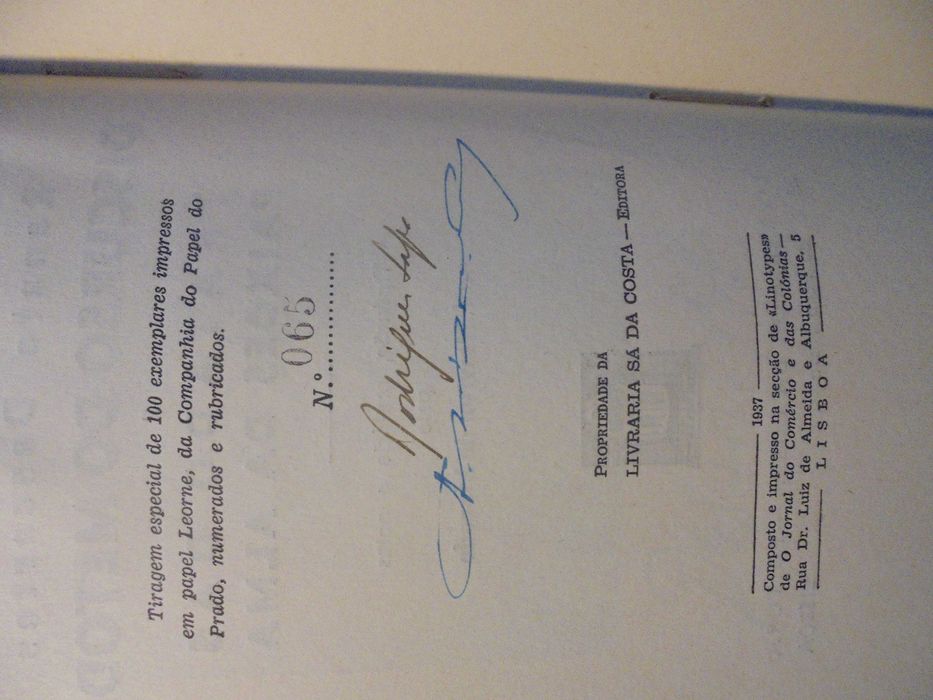 Tiragem especial de 100 exemplares impressos
em papel Leorne, da Companhia do Papel do
Prado, numerados e rubricados.
N.º 065
Rodrigues Lapa
PROPRIEDADE DA
LIVRARIA SÁ DA COSTA — EDITORA
1937
Composto e impresso na secção de «Linotypes»
de O Jornal do Comércio e das Colónias —
Rua Dr. Luiz de Almeida e Albuquerque, 5
LISBOA